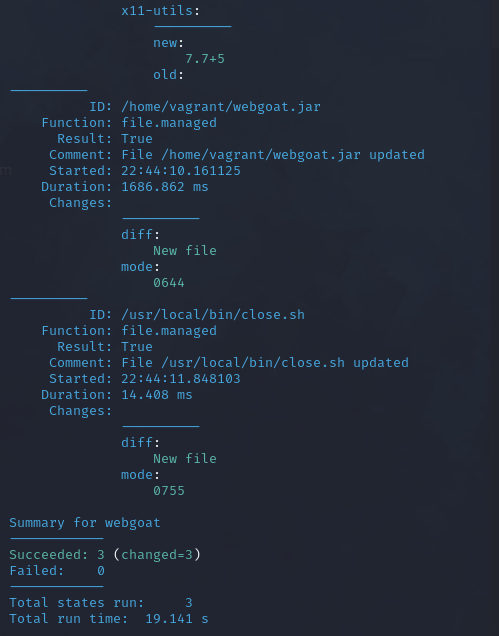 x11-utils:
----------
new:
7.7+5
old:
----------
ID: /home/vagrant/webgoat.jar
Function: file.managed
Result: True
Comment: File /home/vagrant/webgoat.jar updated
Started: 22:44:10.161125
Duration: 1686.862 ms
Changes:
----------
diff:
New file
mode:
0644
----------
ID: /usr/local/bin/close.sh
Function: file.managed
Result: True
Comment: File /usr/local/bin/close.sh updated
Started: 22:44:11.848103
Duration: 14.408 ms
Changes:
----------
diff:
New file
mode:
0755
Summary for webgoat
------------
Succeeded: 3 (changed=3)
Failed: 0
------------
Total states run: 3
Total run time: 19.141 s